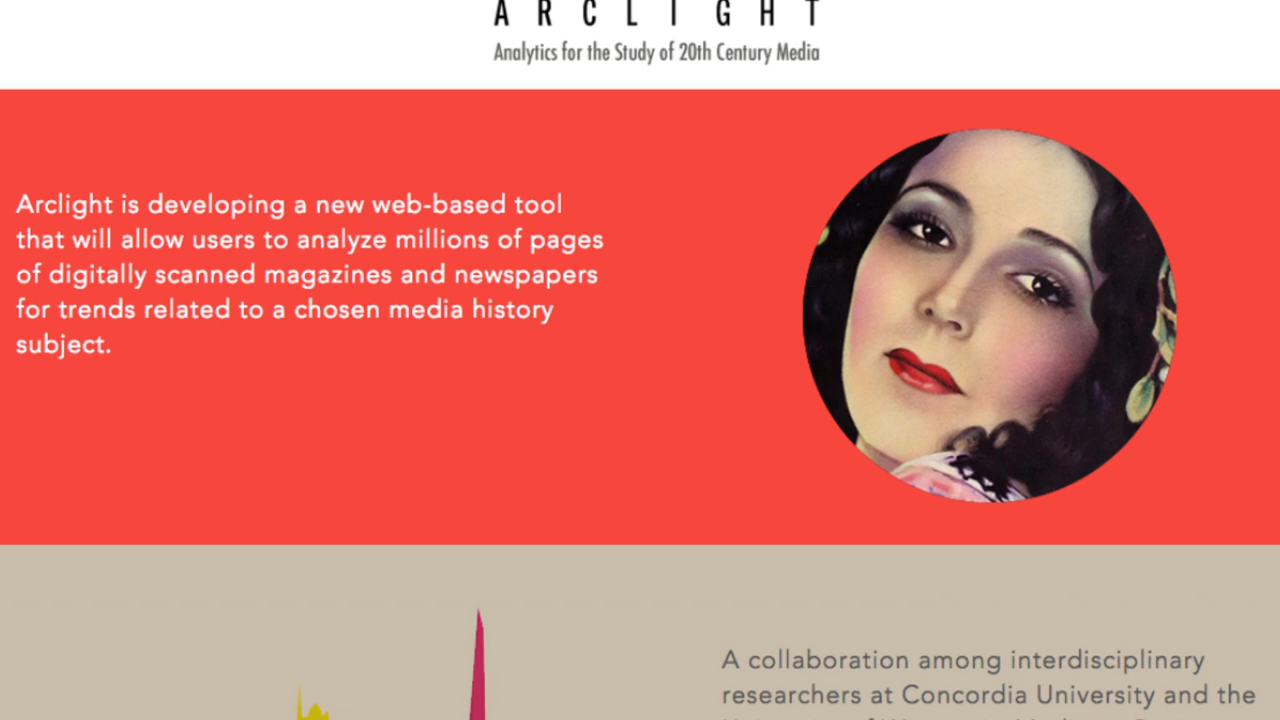 ARCLIGHT
Analytics for the Study of 20th Century Media
Arclight is developing a new web-based tool
that will allow users to analyze millions of pages
of digitally scanned magazines and newspapers
for trends related to a chosen media history
subject.
A collaboration among interdisciplinary
researchers at Concordia University and the